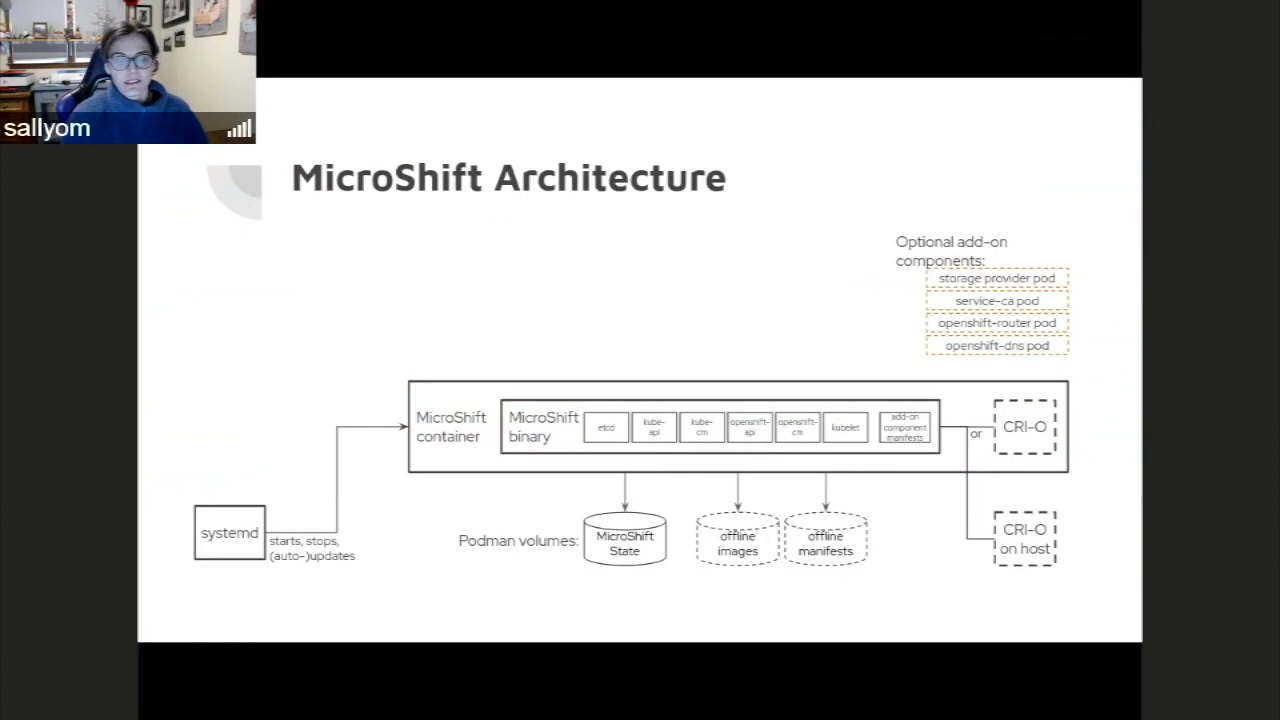 sallyom
MicroShift Architecture
Optional add-on
components:
storage provider pod
service-ca pod
openshift-router pod
openshift-dns pod
MicroShift
container
MicroShift
binary
etcd
kube-
api
kube-
cm
openshift-
api
openshift-
cm
kubelet
add-on
component
manifests
or
CRI-O
systemd
starts, stops,
(auto-)updates
Podman volumes:
MicroShift
State
offline
images
offline
manifests
CRI-O
on host